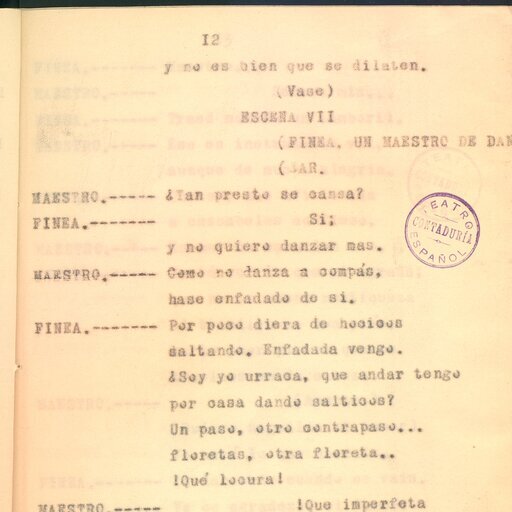 12
y no es bien que se dilaten.
(Vase)
ESCENA VII
(FINEA, UN MAESTRO DE DAN
(ZAR.
MAESTRO.----- ¿Tan presto se cansa?
FINEA.------- Si;
y no quiero danzar mas.
MAESTRO.----- Como no danza a compás,
hase enfadado de si.
FINEA.------- Por poco diera de hocicos
saltando. Enfadada vengo.
¿Soy yo urraca, que andar tengo
por casa dando salticos?
Un paso, otro contrapaso...
floretas, otra floreta..
!Qué locura!
MAESTRO.----- !Que imperfeta
TEATRO ESPAÑOL
CONTADURÍA